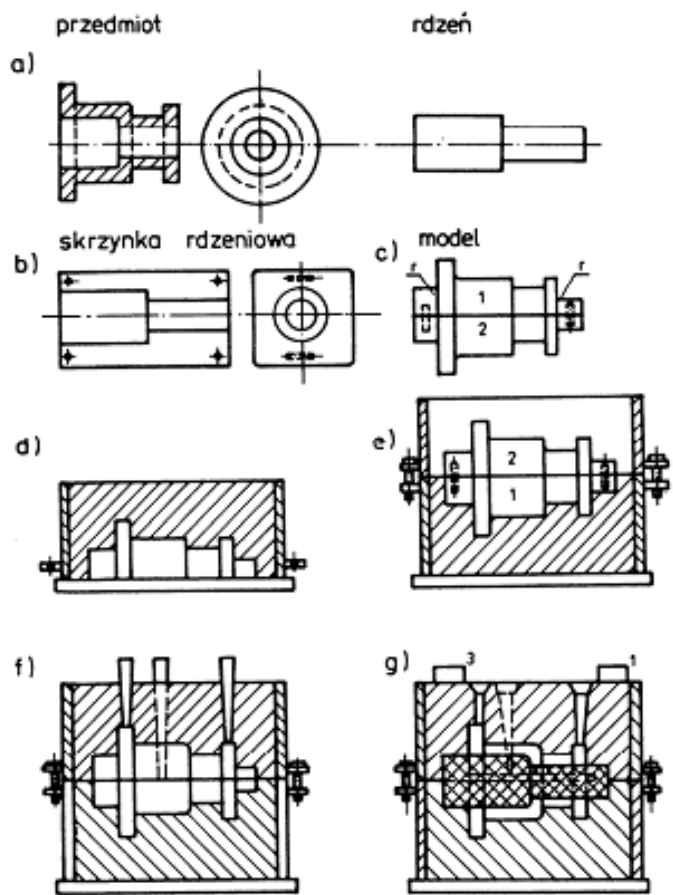 przedmiot rdzeń
a)
skrzynka rdzeniowa model
b) c) r r
1
2
d) e)
2
1
f) g) 3 1